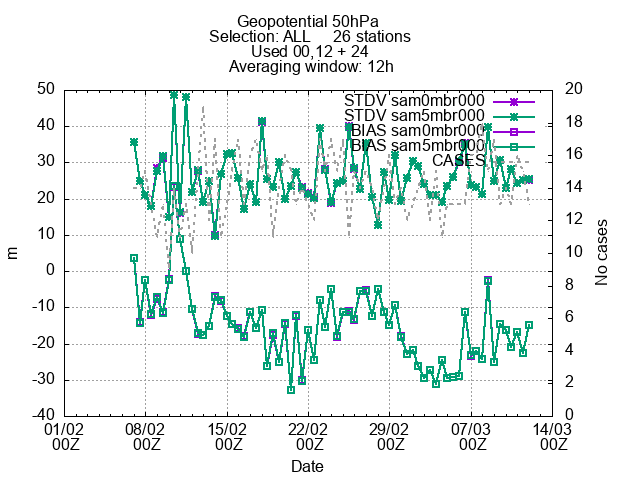 Geopotential 50hPa
Selection: ALL 26 stations
Used 00,12 + 24
Averaging window: 12h
STDV sam0mbr000
STDV sam5mbr000
BIAS sam0mbr000
BIAS sam5mbr000
CASES
50
40
30
20
10
0
-10
-20
-30
-40
m
20
18
16
14
12
10
8
6
4
2
0
No cases
01/02 08/02 15/02 22/02 29/02 07/03 14/03
00Z 00Z 00Z 00Z 00Z 00Z 00Z
Date